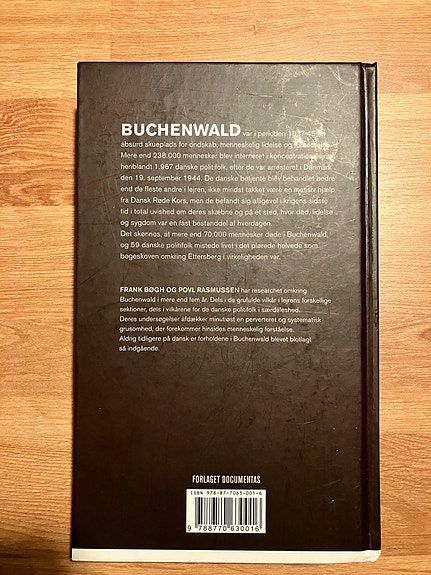 BUCHENWALD var i perioden 1937-45 en
absurd skueplads for ondskab, menneskelig lidelse og
Mere end 238.000 mennesker blev interneret i koncentrationslejren,
heriblandt 1.967 danske politifolk, efter de var arresteret i Danmark
den 19. september 1944. De danske betjente blev behandlet bedre
end de fleste andre i lejren, ikke mindst takket være en massiv hjælp
fra Dansk Røde Kors, men de befandt sig alligevel i krigens sidste
tid i total uvished om deres skæbne og på et sted, hvor død, lidelse
og sygdom var en fast bestanddel af hverdagen.
Det skønnes, at mere end 70.000 mennesker døde i Buchenwald,
og 59 danske politifolk mistede livet i det plørede helvede som
bøgeskoven omkring Ettersberg i virkeligheden var.
FRANK BØGH OG POVL RASMUSSEN har researchet omkring
Buchenwald i mere end fem år. Dels i de grufulde vilkår i lejrens forskellige
sektioner, dels i vilkårene for de danske politifolk i særdeleshed.
Deres undersøgelser afdækker minutiøst en perverteret og systematisk
grusomhed, der forekommer hinsides menneskelig forståelse.
Aldrig tidligere på dansk er forholdene i Buchenwald blevet blotlagt
så indgående.
FORLAGET DOCUMENTAS
ISBN 978-87-7063-001-6
9 788770 630016